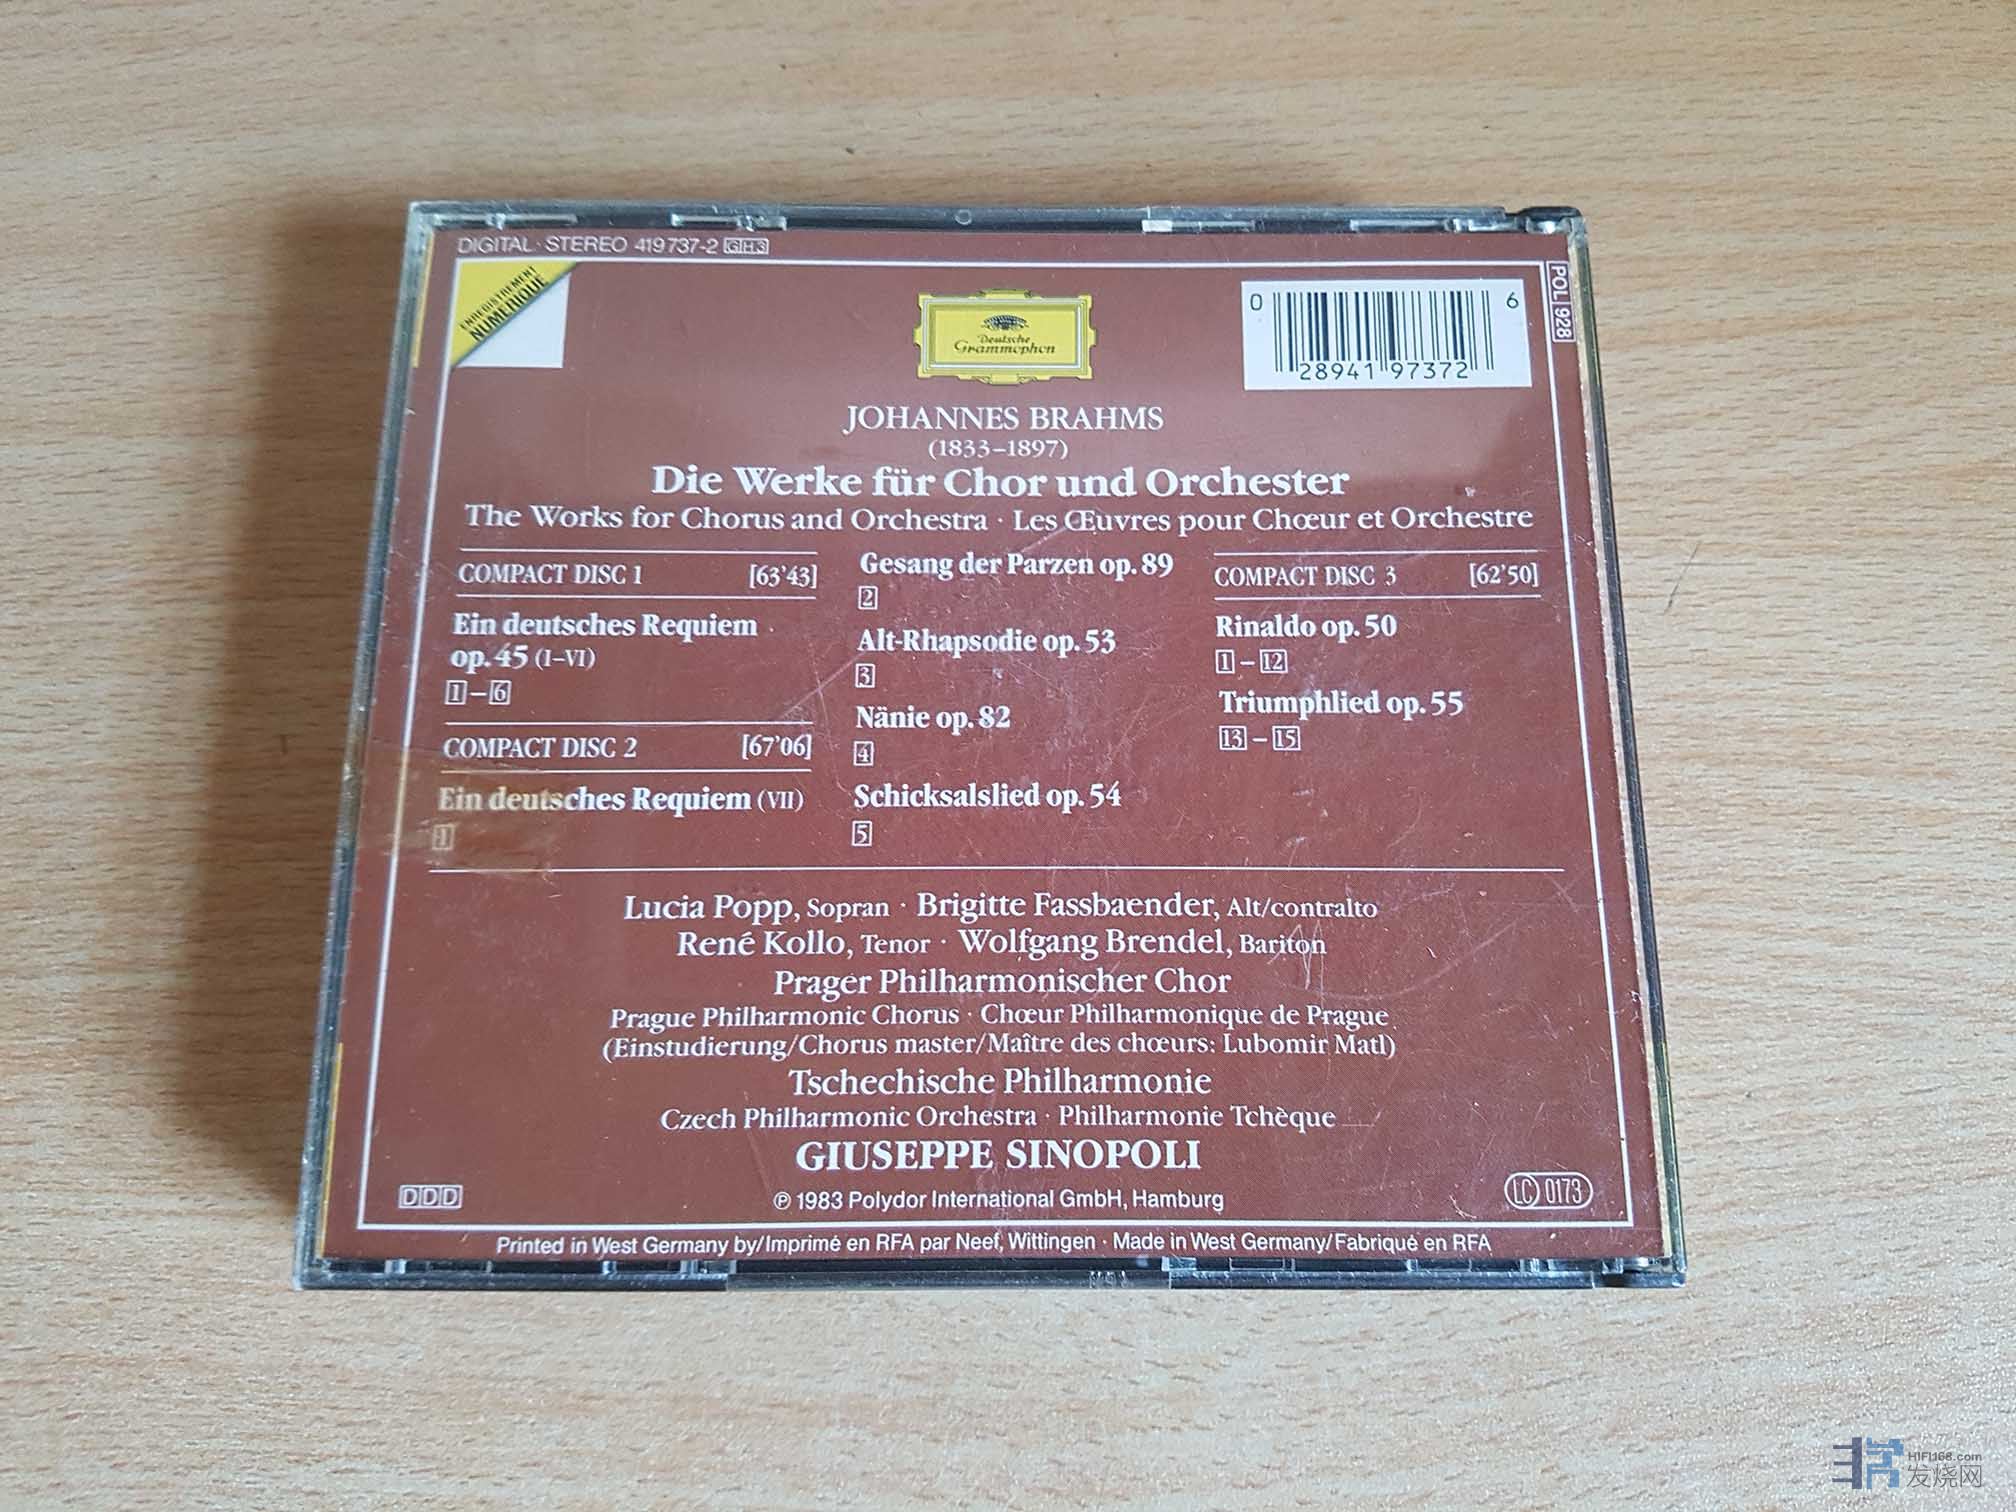 DIGITAL · STEREO 419 737-2 GH3
ENREGISTREMENT
NUMÉRIQUE
Deutsche
Grammophon
0 28941 97372 6
POL 928
JOHANNES BRAHMS
(1833–1897)
Die Werke für Chor und Orchester
The Works for Chorus and Orchestra · Les Œuvres pour Chœur et Orchestre
COMPACT DISC 1 [63'43]
Ein deutsches Requiem
op. 45 (I–VI)
1 – 6
COMPACT DISC 2 [67'06]
Ein deutsches Requiem (VII)
1
Gesang der Parzen op. 89
2
Alt-Rhapsodie op. 53
3
Nänie op. 82
4
Schicksalslied op. 54
5
COMPACT DISC 3 [62'50]
Rinaldo op. 50
1 – 12
Triumphlied op. 55
13 – 15
Lucia Popp, Sopran · Brigitte Fassbaender, Alt/contralto
René Kollo, Tenor · Wolfgang Brendel, Bariton
Prager Philharmonischer Chor
Prague Philharmonic Chorus · Chœur Philharmonique de Prague
(Einstudierung/Chorus master/Maître des chœurs: Lubomir Matl)
Tschechische Philharmonie
Czech Philharmonic Orchestra · Philharmonie Tchèque
GIUSEPPE SINOPOLI
DDD
℗ 1983 Polydor International GmbH, Hamburg
LC 0173
Printed in West Germany by/Imprimé en RFA par Neef, Wittingen · Made in West Germany/Fabriqué en RFA
HIFI168.com
发烧网